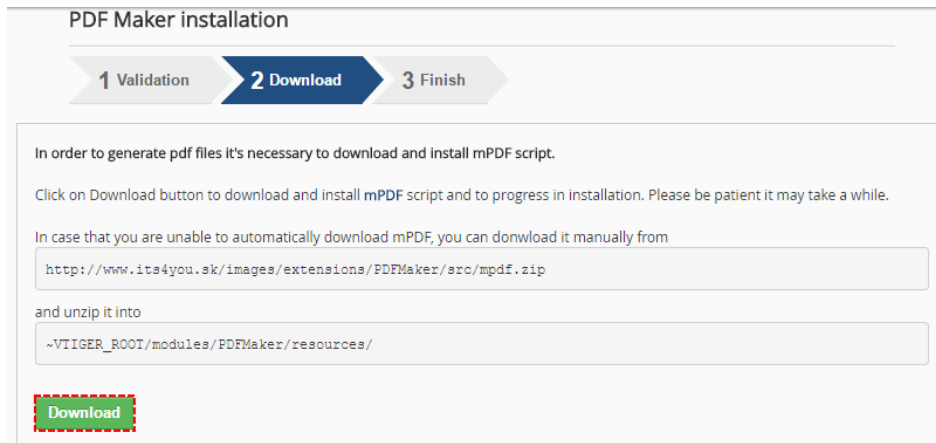 PDF Maker installation
1 Validation 2 Download 3 Finish
In order to generate pdf files it's necessary to download and install mPDF script.
Click on Download button to download and install mPDF script and to progress in installation. Please be patient it may take a while.
In case that you are unable to automatically download mPDF, you can donwload it manually from
http://www.its4you.sk/images/extensions/PDFMaker/src/mpdf.zip
and unzip it into
~VTIGER_ROOT/modules/PDFMaker/resources/
Download